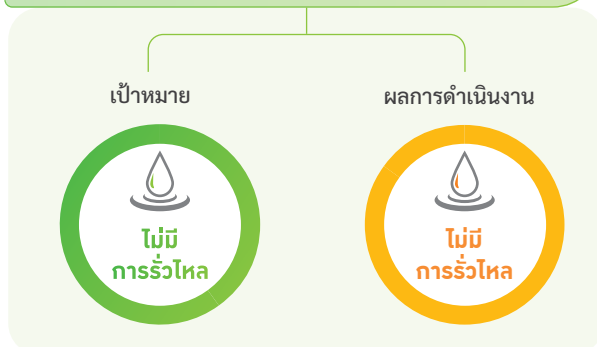 เป้าหมาย
ผลการดำเนินงาน
ไม่มี
การรั่วไหล
ไม่มี
การรั่วไหล